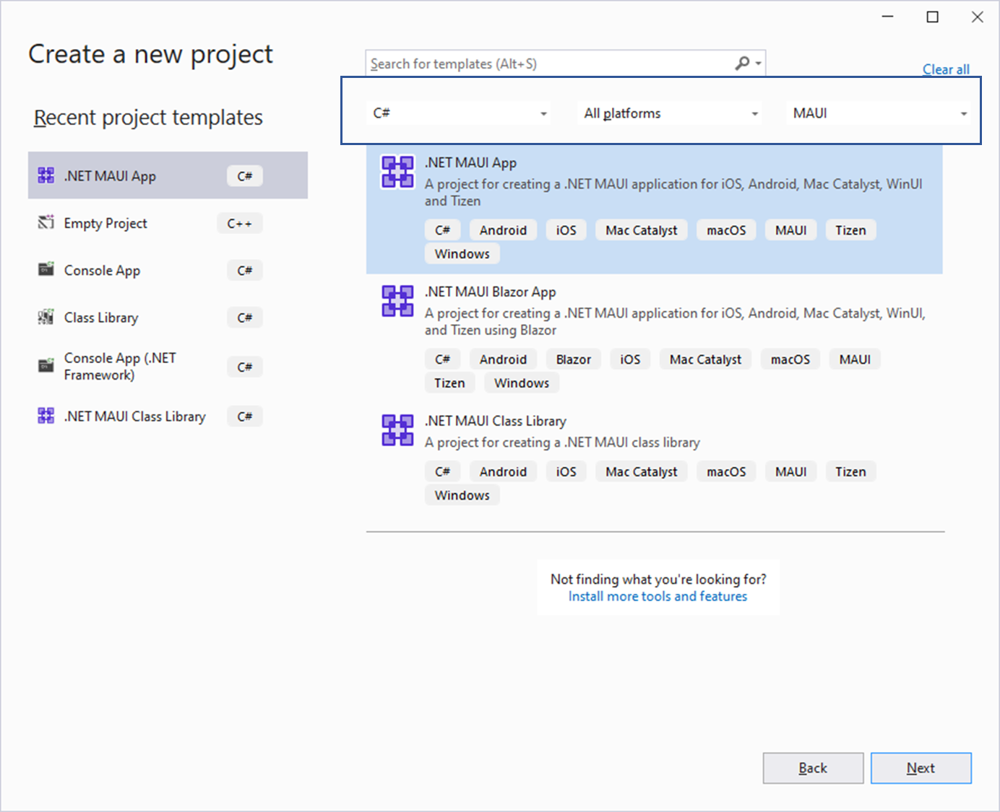 Create a new project
Search for templates (Alt+S)
Clear all
C#
All platforms
MAUI
Recent project templates
.NET MAUI App
C#
Empty Project
C++
Console App
C#
Class Library
C#
Console App (.NET
Framework)
C#
.NET MAUI Class Library
C#
.NET MAUI App
A project for creating a .NET MAUI application for iOS, Android, Mac Catalyst, WinUI
and Tizen
C# Android iOS Mac Catalyst macOS MAUI Tizen
Windows
.NET MAUI Blazor App
A project for creating a .NET MAUI application for iOS, Android, Mac Catalyst, WinUI,
and Tizen using Blazor
C# Android Blazor iOS Mac Catalyst macOS MAUI
Tizen Windows
.NET MAUI Class Library
A project for creating a .NET MAUI class library
C# Android iOS Mac Catalyst macOS MAUI Tizen
Windows
Not finding what you're looking for?
Install more tools and features
Back
Next